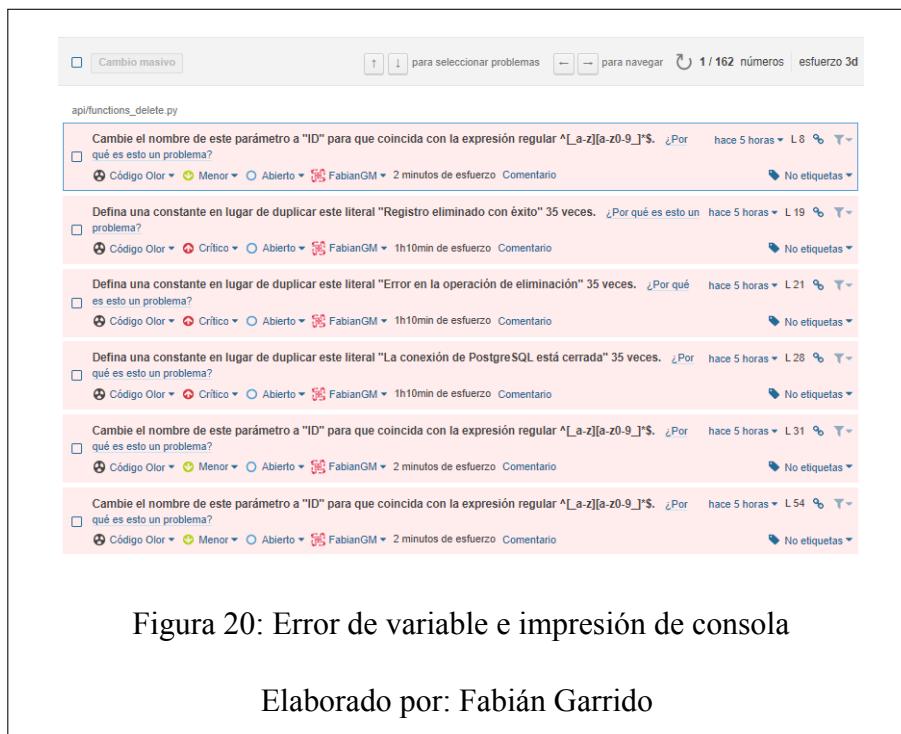 Cambio masivo ↑ ↓ para seleccionar problemas ← → para navegar 1 / 162 números esfuerzo 3d
api/functions_delete.py
Cambie el nombre de este parámetro a "ID" para que coincida con la expresión regular ^[_a-z][a-z0-9_]*$. ¿Por hace 5 horas L 8
qué es esto un problema?
Código Olor Menor Abierto FabianGM 2 minutos de esfuerzo Comentario No etiquetas
Defina una constante en lugar de duplicar este literal "Registro eliminado con éxito" 35 veces. ¿Por qué es esto un hace 5 horas L 19
problema?
Código Olor Crítico Abierto FabianGM 1h10min de esfuerzo Comentario No etiquetas
Defina una constante en lugar de duplicar este literal "Error en la operación de eliminación" 35 veces. ¿Por qué hace 5 horas L 21
es esto un problema?
Código Olor Crítico Abierto FabianGM 1h10min de esfuerzo Comentario No etiquetas
Defina una constante en lugar de duplicar este literal "La conexión de PostgreSQL está cerrada" 35 veces. ¿Por hace 5 horas L 28
qué es esto un problema?
Código Olor Crítico Abierto FabianGM 1h10min de esfuerzo Comentario No etiquetas
Cambie el nombre de este parámetro a "ID" para que coincida con la expresión regular ^[_a-z][a-z0-9_]*$. ¿Por hace 5 horas L 31
qué es esto un problema?
Código Olor Menor Abierto FabianGM 2 minutos de esfuerzo Comentario No etiquetas
Cambie el nombre de este parámetro a "ID" para que coincida con la expresión regular ^[_a-z][a-z0-9_]*$. ¿Por hace 5 horas L 54
qué es esto un problema?
Código Olor Menor Abierto FabianGM 2 minutos de esfuerzo Comentario No etiquetas
Figura 20: Error de variable e impresión de consola
Elaborado por: Fabián Garrido